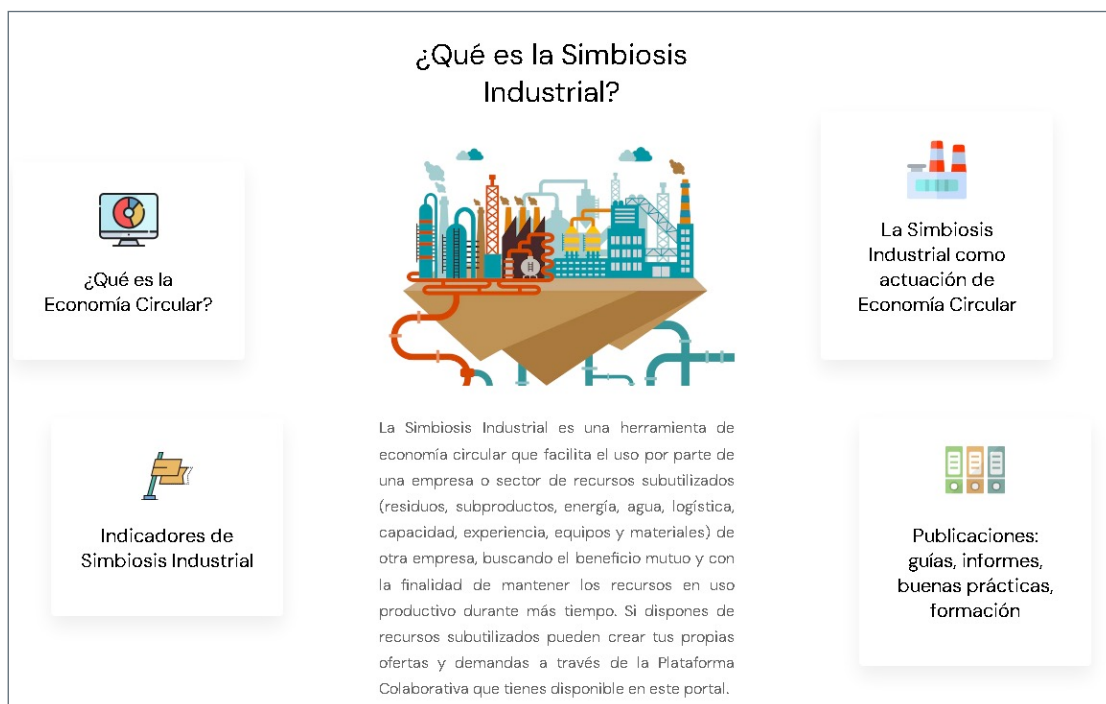 ¿Qué es la Simbiosis
Industrial?
¿Qué es la
Economía Circular?
La Simbiosis
Industrial como
actuación de
Economía Circular
Indicadores de
Simbiosis Industrial
La Simbiosis Industrial es una herramienta de
economía circular que facilita el uso por parte de
una empresa o sector de recursos subutilizados
(residuos, subproductos, energía, agua, logística,
capacidad, experiencia, equipos y materiales) de
otra empresa, buscando el beneficio mutuo y con
la finalidad de mantener los recursos en uso
productivo durante más tiempo. Si dispones de
recursos subutilizados pueden crear tus propias
ofertas y demandas a través de la Plataforma
Colaborativa que tienes disponible en este portal.
Publicaciones:
guías, informes,
buenas prácticas,
formación